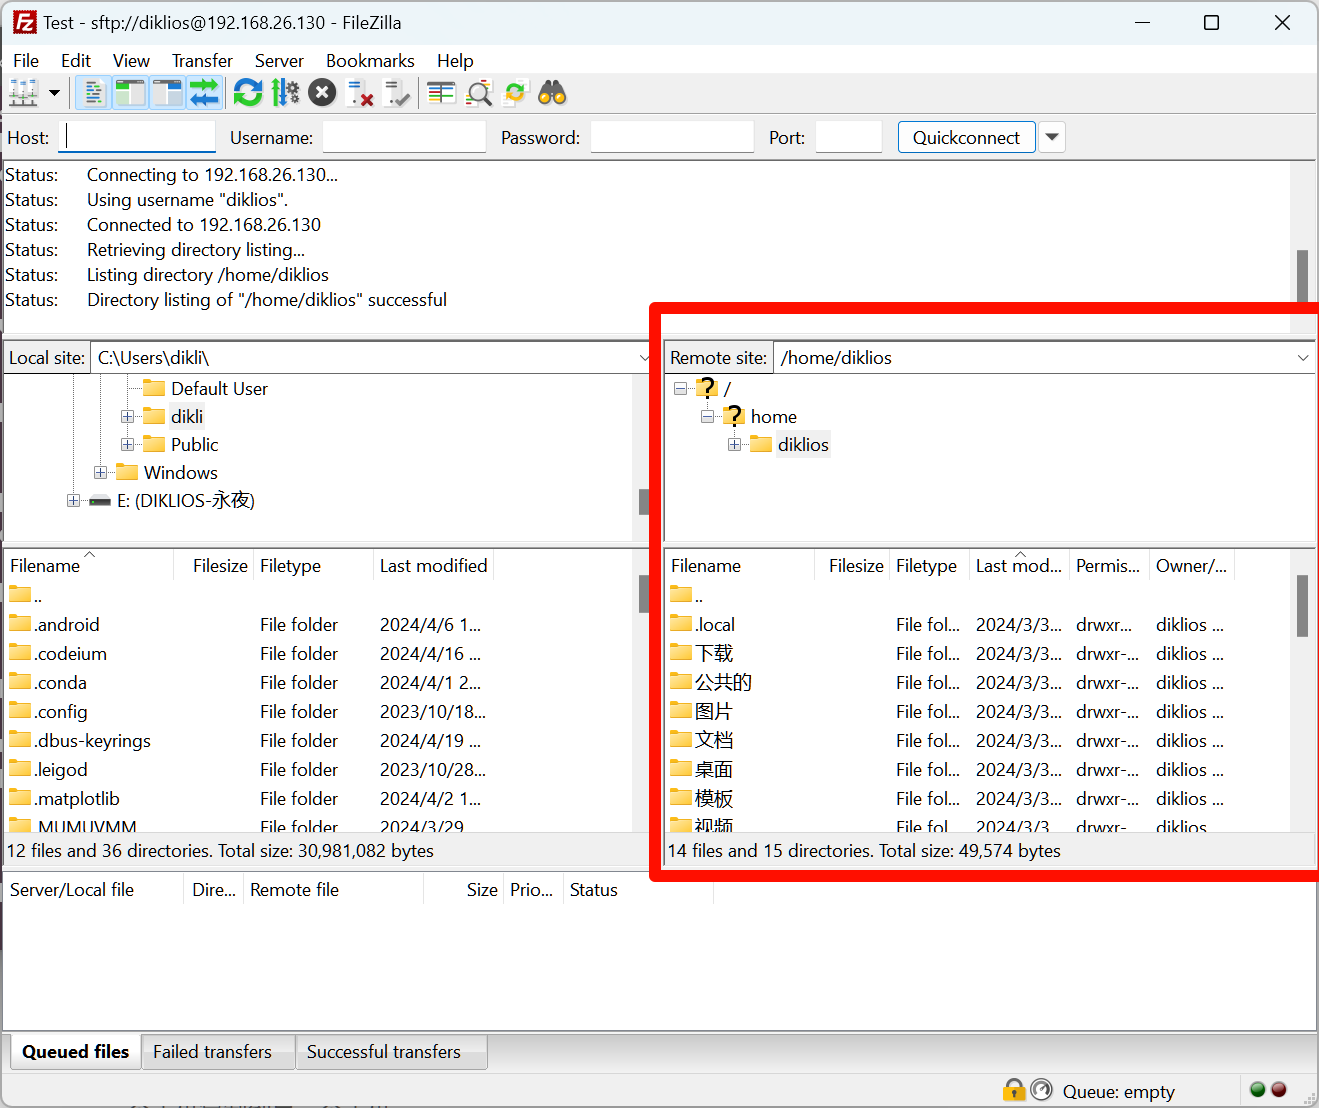 Test - sftp://diklios@192.168.26.130 - FileZilla
File Edit View Transfer Server Bookmarks Help
Host: Username: Password: Port: Quickconnect
Status: Connecting to 192.168.26.130...
Status: Using username "diklios".
Status: Connected to 192.168.26.130
Status: Retrieving directory listing...
Status: Listing directory /home/diklios
Status: Directory listing of "/home/diklios" successful
Local site: C:\Users\dikli\
Default User
dikli
Public
Windows
E: (DIKLIOS-永夜)
Filename Filesize Filetype Last modified
..
.android File folder 2024/4/6 1...
.codeium File folder 2024/4/16 ...
.conda File folder 2024/4/1 2...
.config File folder 2023/10/18...
.dbus-keyrings File folder 2024/4/19 ...
.leigod File folder 2023/10/28...
.matplotlib File folder 2024/4/2 1...
.MUMUVMM File folder 2024/3/29
12 files and 36 directories. Total size: 30,981,082 bytes
Remote site: /home/diklios
? /
? home
diklios
Filename Filesize Filetype Last mod... Permis... Owner/...
..
.local File fol... 2024/3/3... drwxr... diklios ...
下载 File fol... 2024/3/3... drwxr-... diklios ...
公共的 File fol... 2024/3/3... drwxr-... diklios ...
图片 File fol... 2024/3/3... drwxr-... diklios ...
文档 File fol... 2024/3/3... drwxr-... diklios ...
桌面 File fol... 2024/3/3... drwxr-... diklios ...
模板 File fol... 2024/3/3... drwxr-... diklios ...
视频 File fol 2024/3/3 drwxr- diklios
14 files and 15 directories. Total size: 49,574 bytes
Server/Local file Dire... Remote file Size Prio... Status
Queued files Failed transfers Successful transfers
Queue: empty